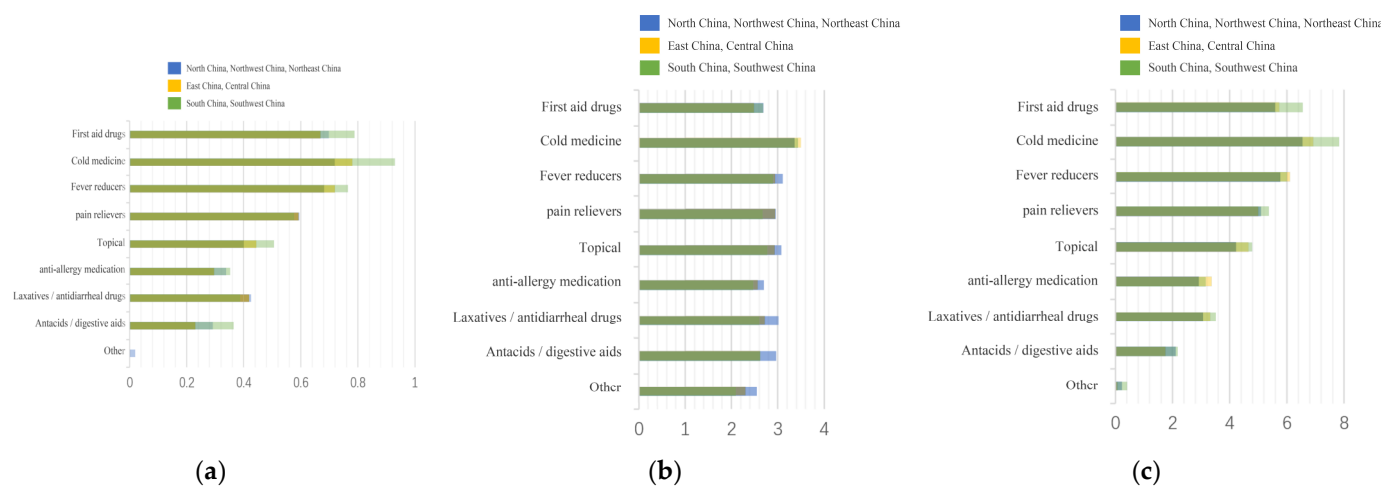 North China, Northwest China, Northeast China
East China, Central China
South China, Southwest China
First aid drugs
Cold medicine
Fever reducers
pain relievers
Topical
anti-allergy medication
Laxatives / antidiarrheal drugs
Antacids / digestive aids
Other
0 0.2 0.4 0.6 0.8 1
(a)
North China, Northwest China, Northeast China
East China, Central China
South China, Southwest China
First aid drugs
Cold medicine
Fever reducers
pain relievers
Topical
anti-allergy medication
Laxatives / antidiarrheal drugs
Antacids / digestive aids
Other
0 1 2 3 4
(b)
North China, Northwest China, Northeast China
East China, Central China
South China, Southwest China
First aid drugs
Cold medicine
Fever reducers
pain relievers
Topical
anti-allergy medication
Laxatives / antidiarrheal drugs
Antacids / digestive aids
Other
0 2 4 6 8
(c)